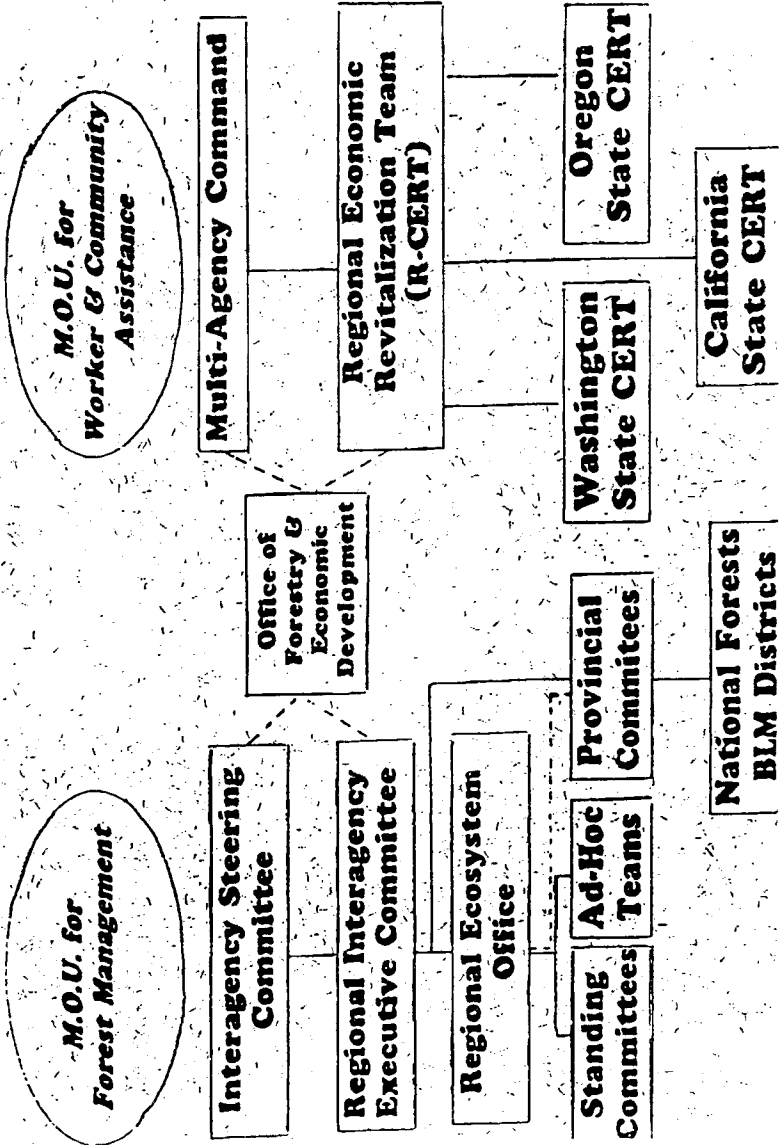 M.O.U. for
Forest Management
M.O.U. for
Worker & Community
Assistance
Interagency Steering
Committee
Multi-Agency Command
Office of
Forestry &
Economic
Development
Regional Interagency
Executive Committee
Regional Economic
Revitalization Team
(R-CERT)
Regional Ecosystem
Office
Standing
Committees
Ad-Hoc
Teams
Provincial
Commitees
Washington
State CERT
Oregon
State CERT
National Forests
BLM Districts
California
State CERT